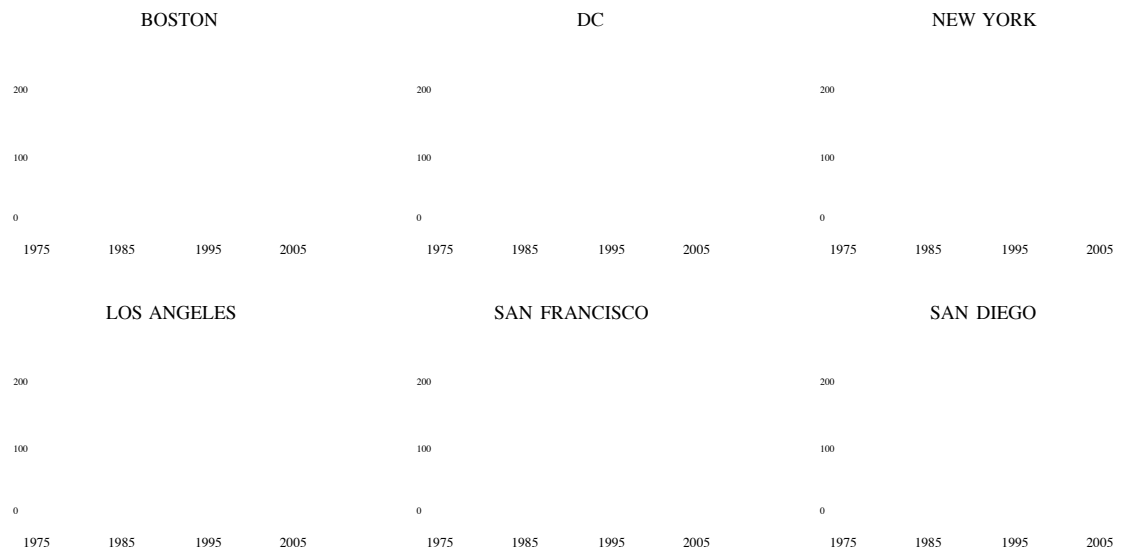 BOSTON DC NEW YORK
200 200 200
100 100 100
0 0 0
1975 1985 1995 2005 1975 1985 1995 2005 1975 1985 1995 2005
LOS ANGELES SAN FRANCISCO SAN DIEGO
200 200 200
100 100 100
0 0 0
1975 1985 1995 2005 1975 1985 1995 2005 1975 1985 1995 2005